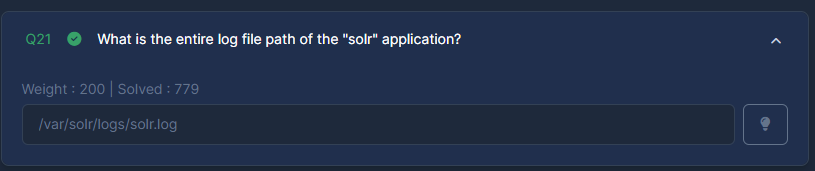 Q21 What is the entire log file path of the "solr" application?
Weight : 200 | Solved : 779
/var/solr/logs/solr.log